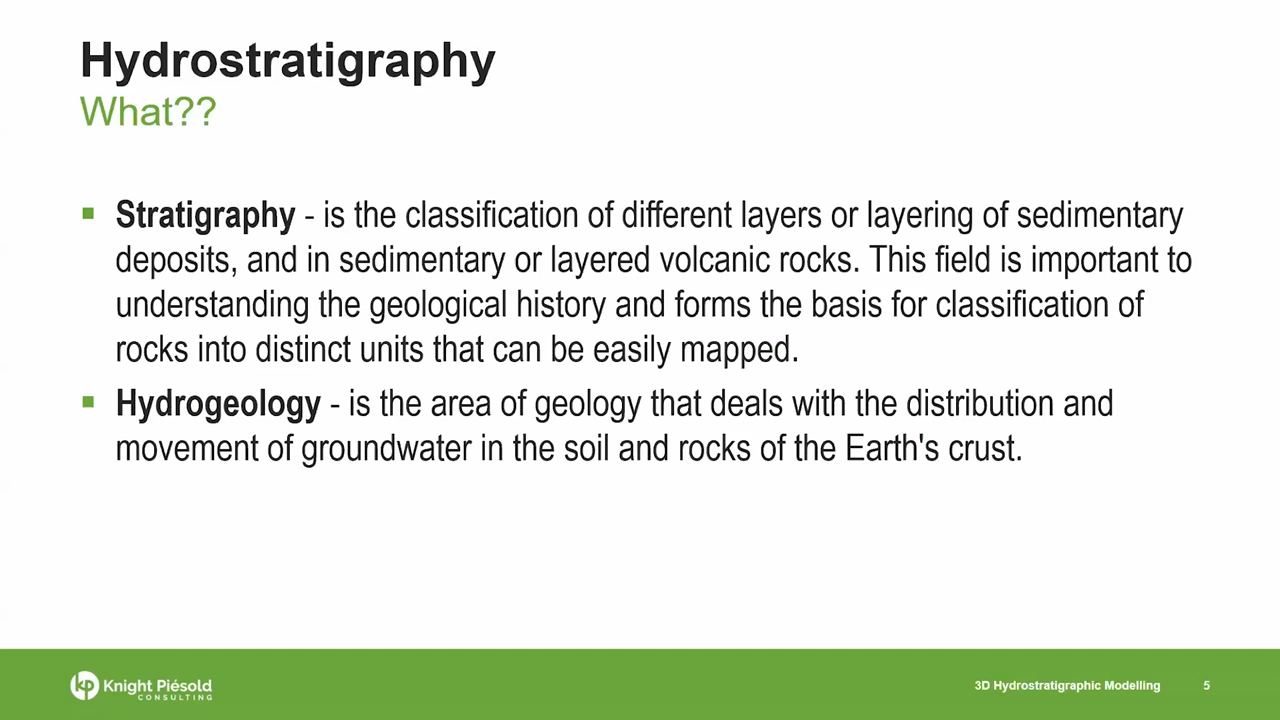 Hydrostratigraphy
What??
▪ Stratigraphy - is the classification of different layers or layering of sedimentary
deposits, and in sedimentary or layered volcanic rocks. This field is important to
understanding the geological history and forms the basis for classification of
rocks into distinct units that can be easily mapped.
▪ Hydrogeology - is the area of geology that deals with the distribution and
movement of groundwater in the soil and rocks of the Earth's crust.
kp Knight Piésold
CONSULTING
3D Hydrostratigraphic Modelling 5